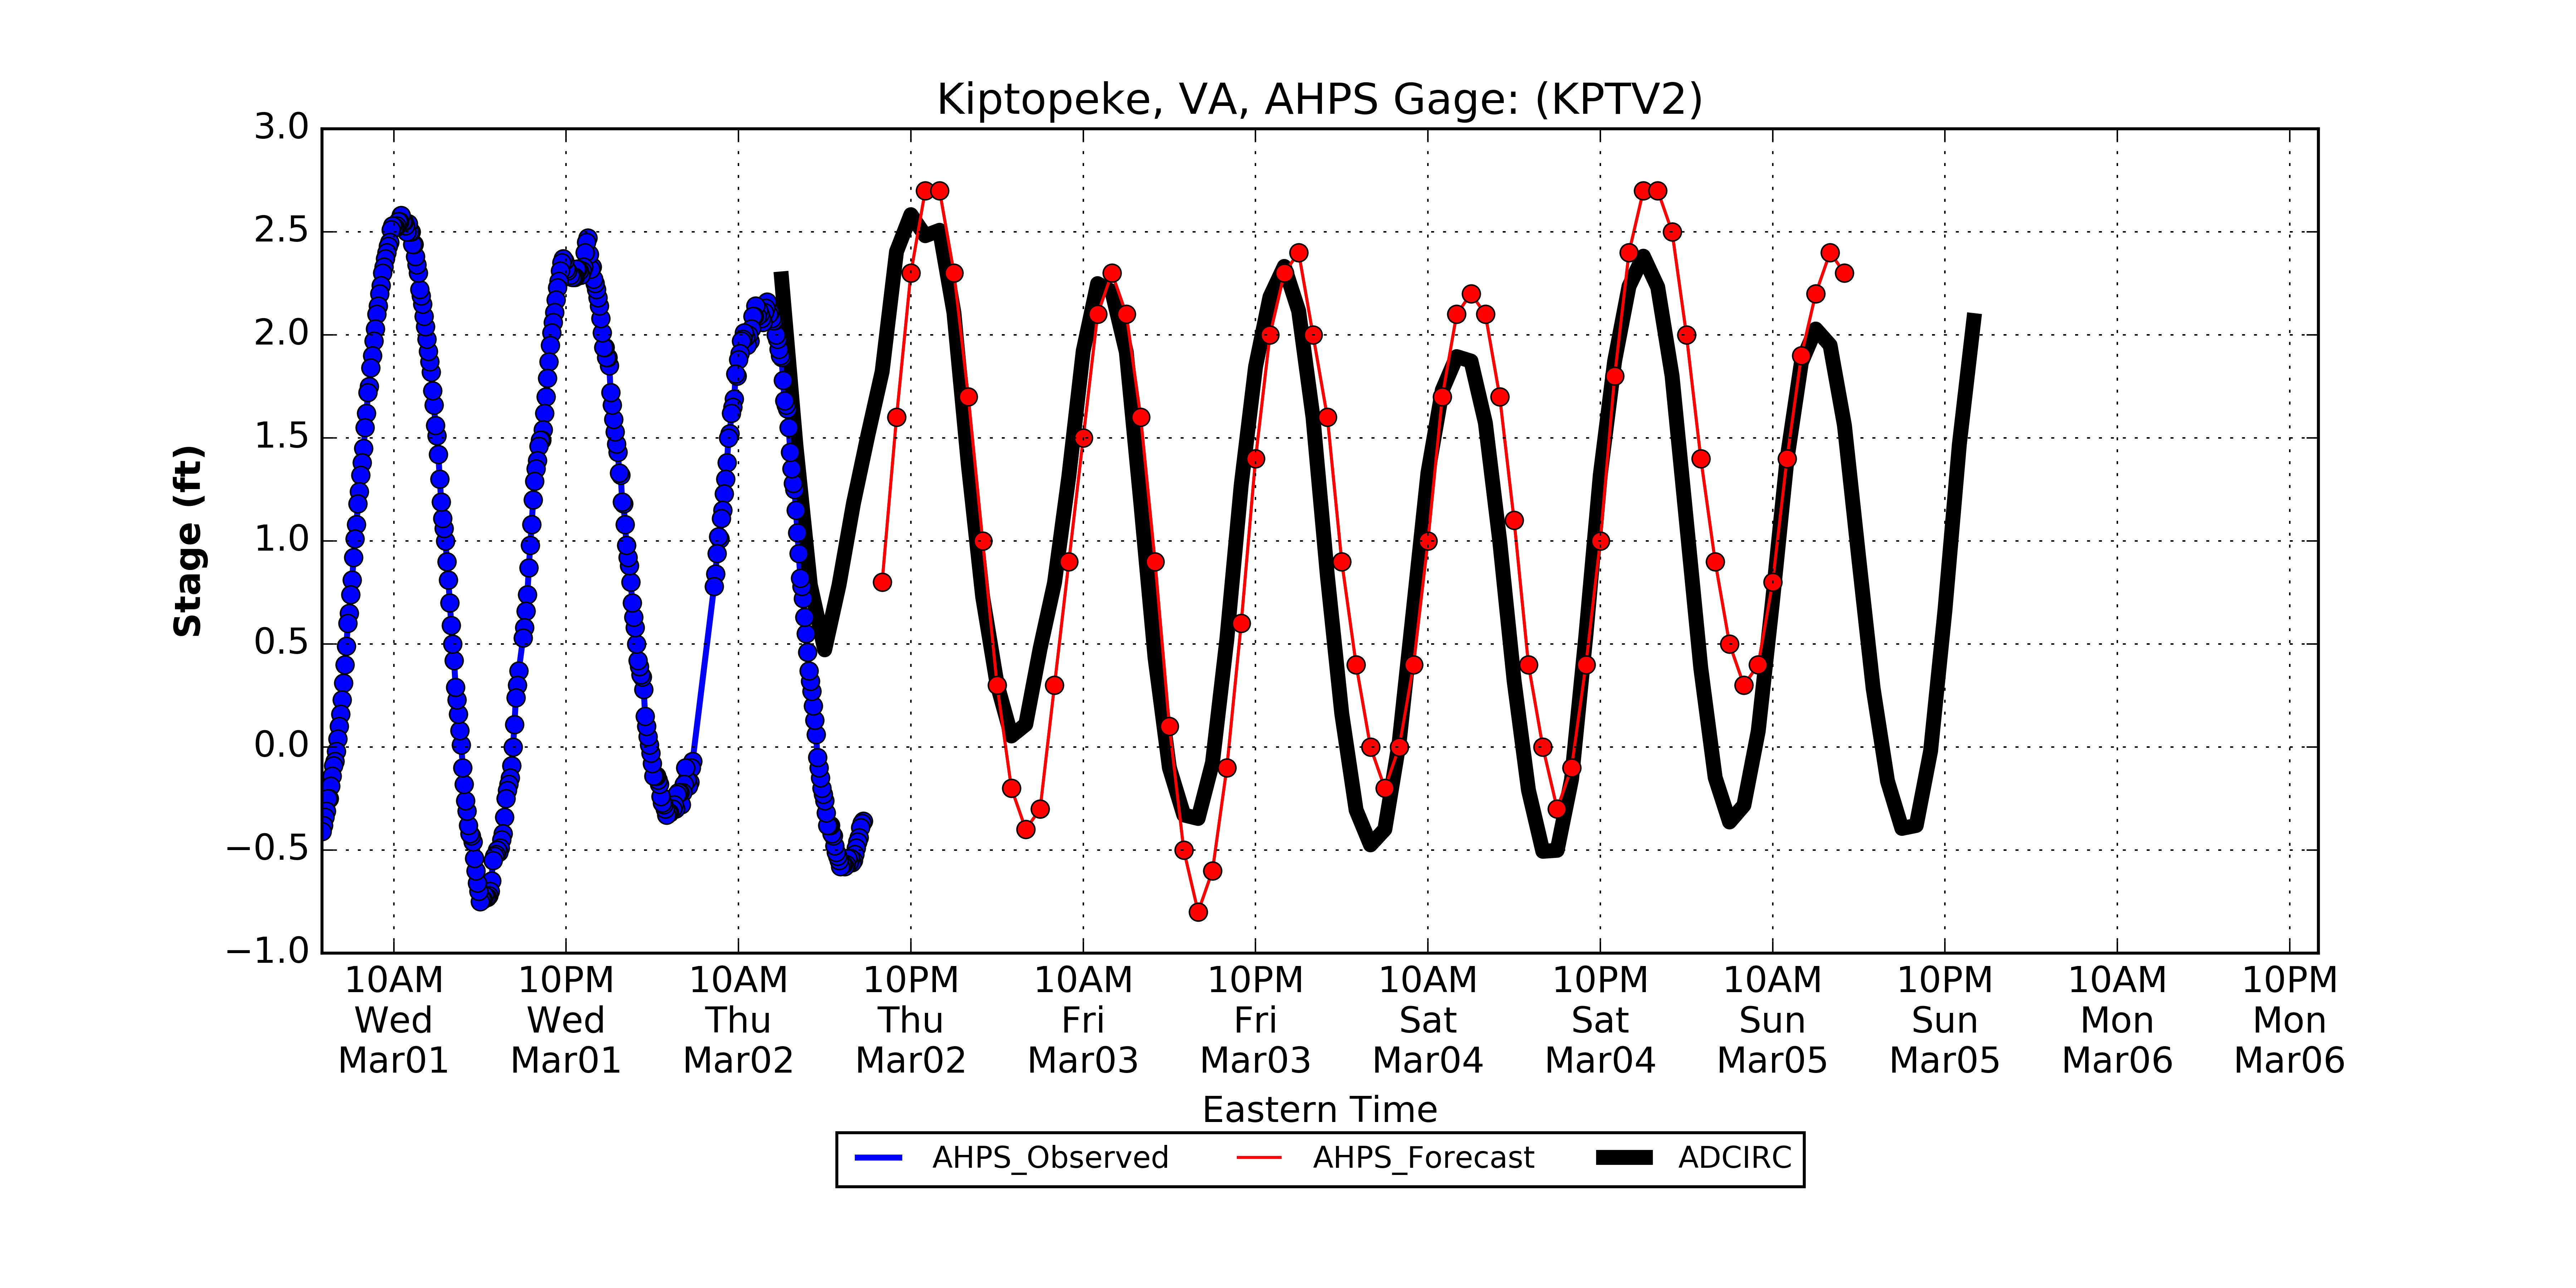 Kiptopeke, VA, AHPS Gage: (KPTV2)
3.0
2.5
2.0
1.5
1.0
0.5
0.0
−0.5
−1.0
Stage (ft)
10AM 10PM 10AM 10PM 10AM 10PM 10AM 10PM 10AM 10PM 10AM 10PM
Wed Wed Thu Thu Fri Fri Sat Sat Sun Sun Mon Mon
Mar01 Mar01 Mar02 Mar02 Mar03 Mar03 Mar04 Mar04 Mar05 Mar05 Mar06 Mar06
Eastern Time
AHPS_Observed AHPS_Forecast ADCIRC